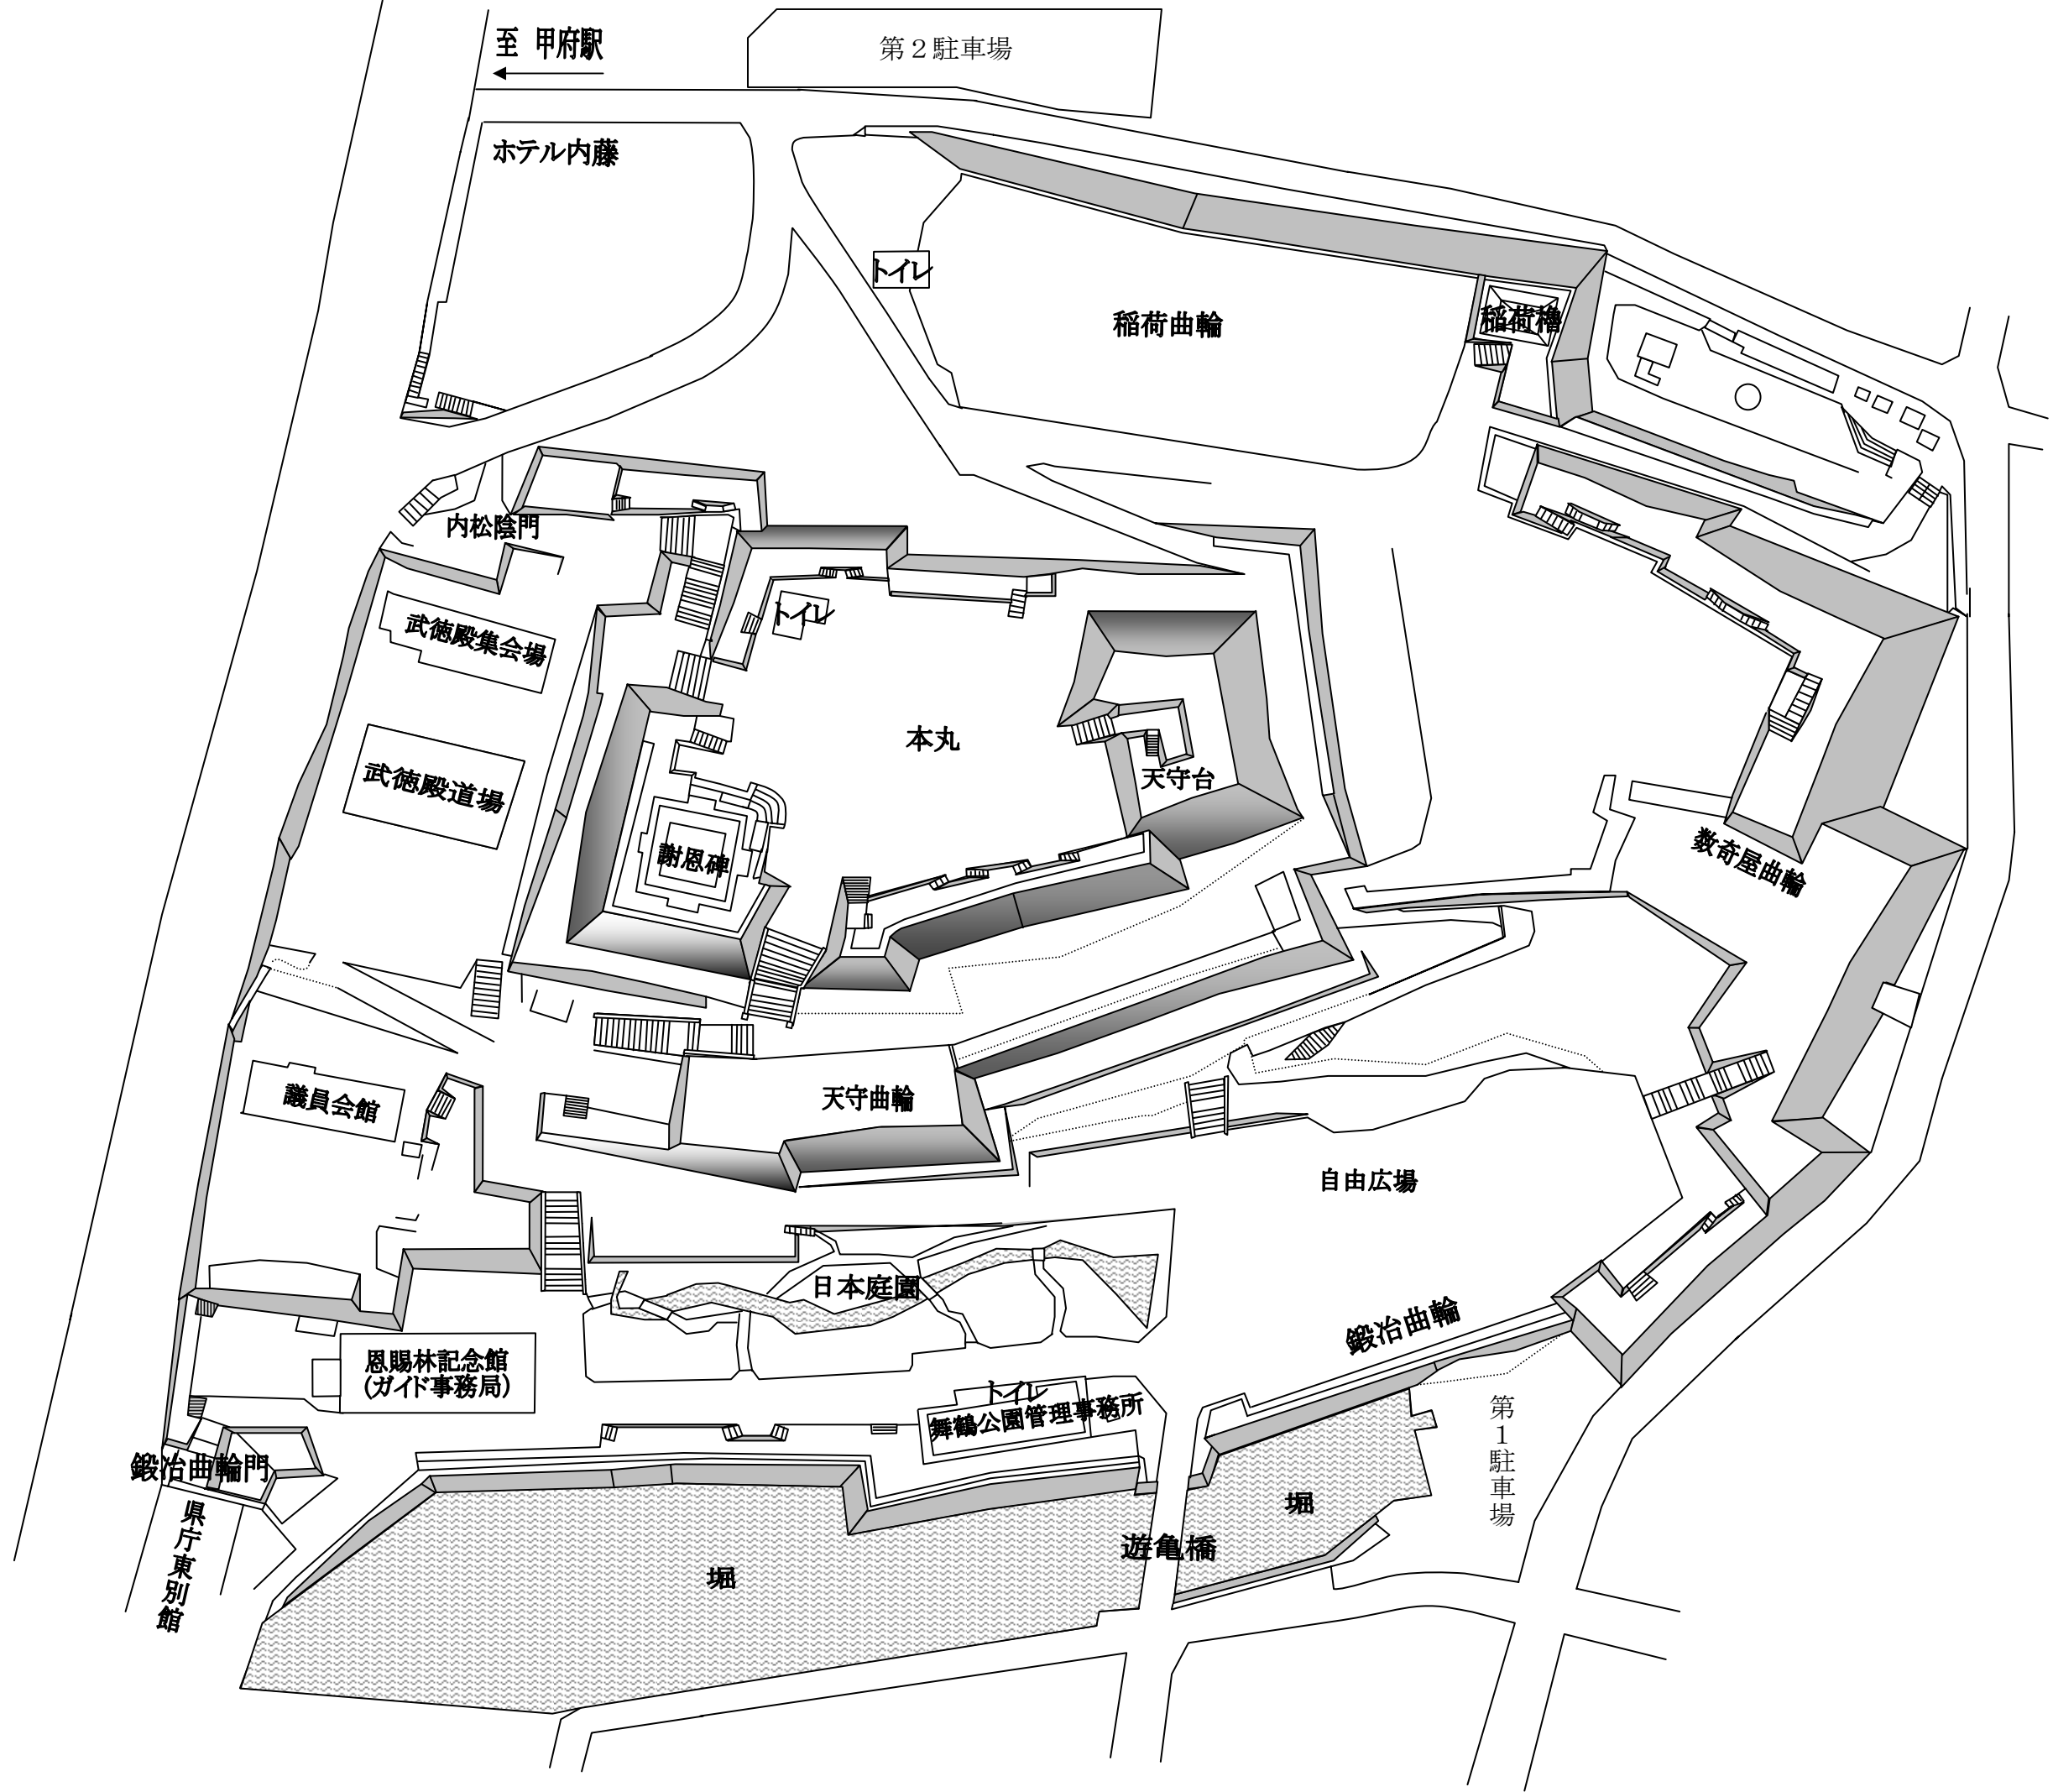 至 甲府駅
第２駐車場
ホテル内藤
トイレ
稲荷曲輪
稲荷櫓
内松陰門
武徳殿集会場
トイレ
本丸
武徳殿道場
天守台
謝恩碑
数奇屋曲輪
議員会館
天守曲輪
自由広場
日本庭園
鍛冶曲輪
恩賜林記念館
(ガイド事務局)
トイレ
舞鶴公園管理事務所
第１駐車場
鍛冶曲輪門
堀
遊亀橋
県庁東別館
堀